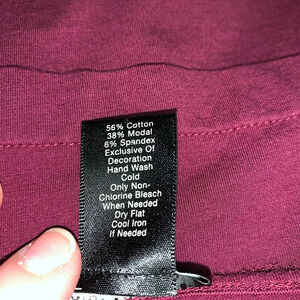 56% Cotton
38% Modal
6% Spandex
Exclusive Of
Decoration
Hand Wash
Cold
Only Non-
Chlorine Bleach
When Needed
Dry Flat
Cool Iron
If Needed